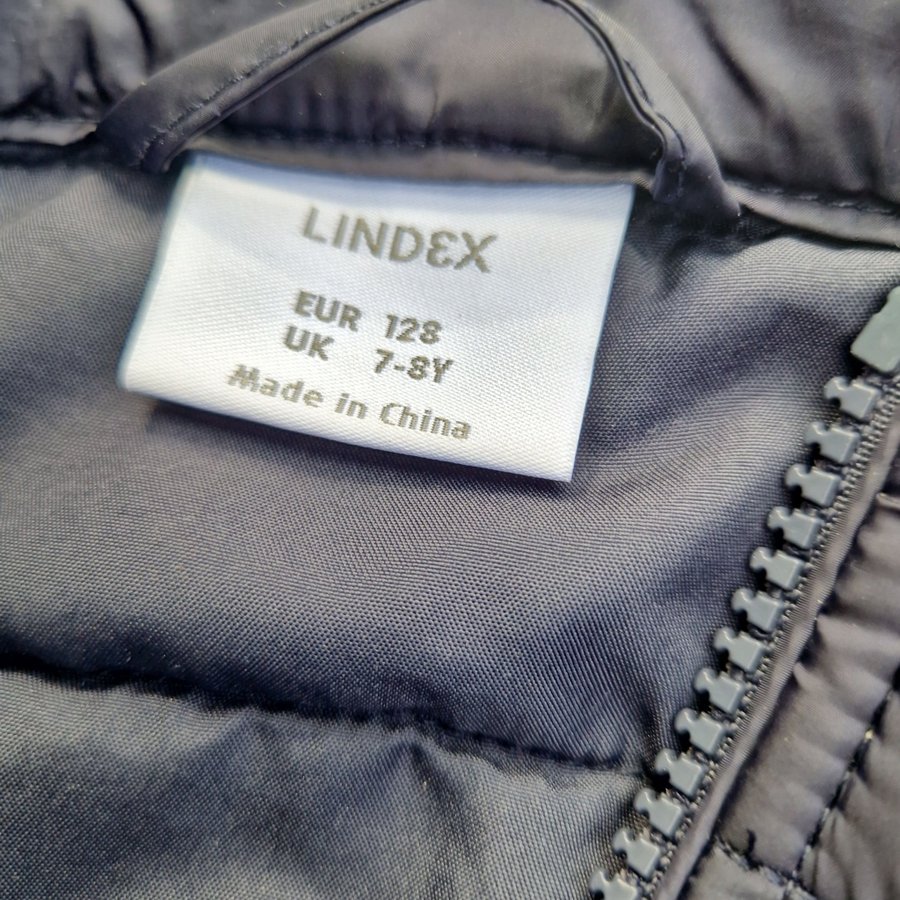 LINDEX
EUR 128
UK 7-8Y
Made in China